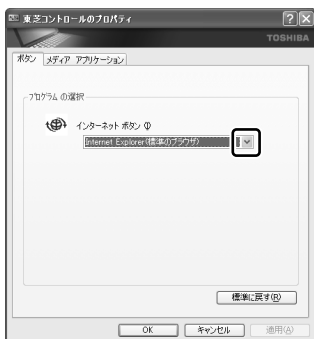 東芝コントロールのプロパティ
TOSHIBA
ボタン メディア アプリケーション
プログラム の選択
インターネット ボタン(I)
Internet Explorer(標準のブラウザ)
標準に戻す(R)
OK キャンセル 適用(A)